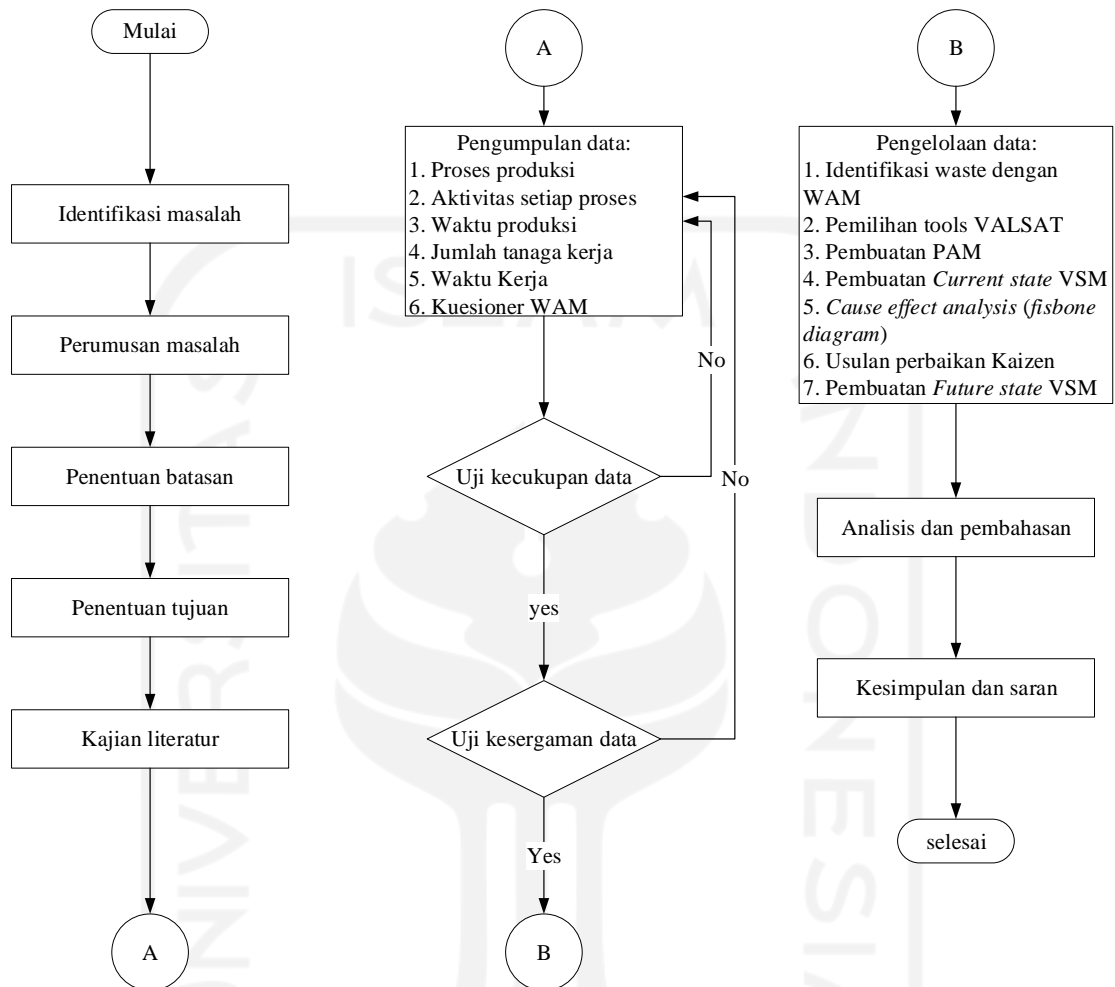 Mulai
Identifikasi masalah
Perumusan masalah
Penentuan batasan
Penentuan tujuan
Kajian literatur
A
A
Pengumpulan data:
1. Proses produksi
2. Aktivitas setiap proses
3. Waktu produksi
4. Jumlah tanaga kerja
5. Waktu Kerja
6. Kuesioner WAM
No
Uji kecukupan data
No
yes
Uji kesergaman data
Yes
B
B
Pengelolaan data:
1. Identifikasi waste dengan
WAM
2. Pemilihan tools VALSAT
3. Pembuatan PAM
4. Pembuatan Current state VSM
5. Cause effect analysis (fisbone
diagram)
6. Usulan perbaikan Kaizen
7. Pembuatan Future state VSM
Analisis dan pembahasan
Kesimpulan dan saran
selesai
UNIVERSITAS
ISLAM
INDONESIA